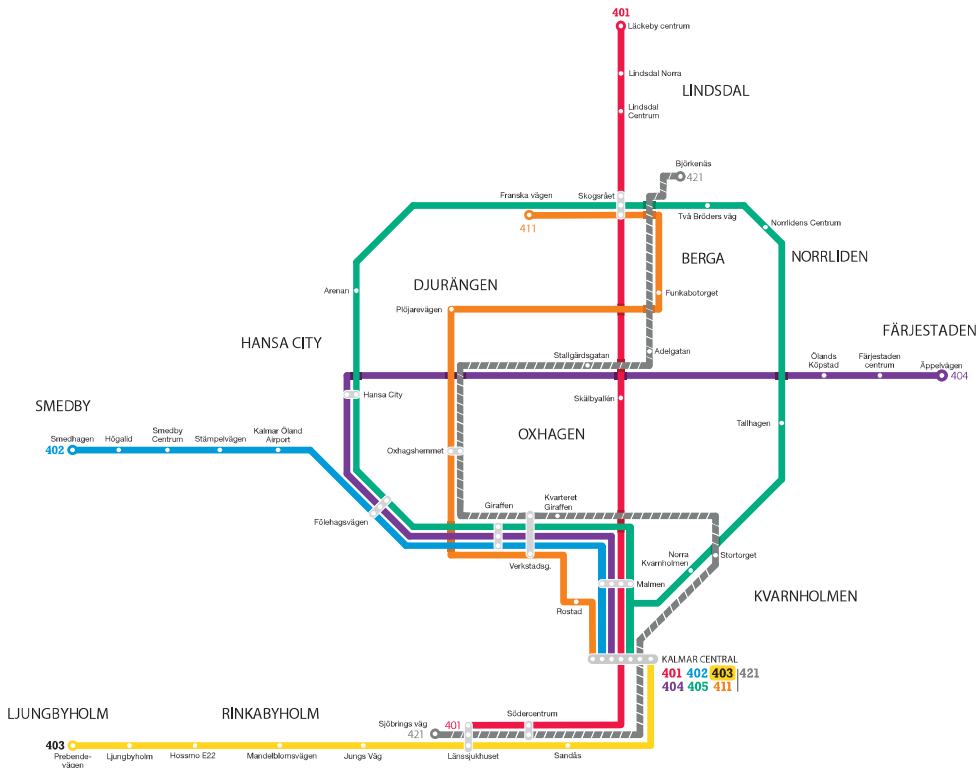 401
Läckeby centrum
Lindsdal Norra
LINDSDAL
Lindsdal
Centrum
Björkenäs
421
Franska vägen
Skogsrået
411
Två Bröders väg
Norrlidens Centrum
BERGA
NORRLIDEN
DJURÄNGEN
Arenan
Funkabotorget
Plöjarevägen
HANSA CITY
FÄRJESTADEN
Stallgårdsgatan
Adelgatan
Ölands
Köpstad
Färjestaden
centrum
Äppelvägen
404
Hansa City
Skälbyallén
SMEDBY
Smedhagen
402
Högalid
Smedby
Centrum
Stämpelvägen
Kalmar Öland
Airport
OXHAGEN
Tallhagen
Oxhagshemmet
Fölehagsvägen
Giraffen
Kvarteret
Giraffen
Verkstadsg.
Norra
Kvarnholmen
Stortorget
Malmen
KVARNHOLMEN
Rostad
KALMAR CENTRAL
401 402 403 421
404 405 411
LJUNGBYHOLM
RINKABYHOLM
Sjöbrings väg
421
401
Södercentrum
403
Prebende-
vägen
Ljungbyholm
Hossmo E22
Mandelblomsvägen
Jungs Väg
Länssjukhuset
Sandås